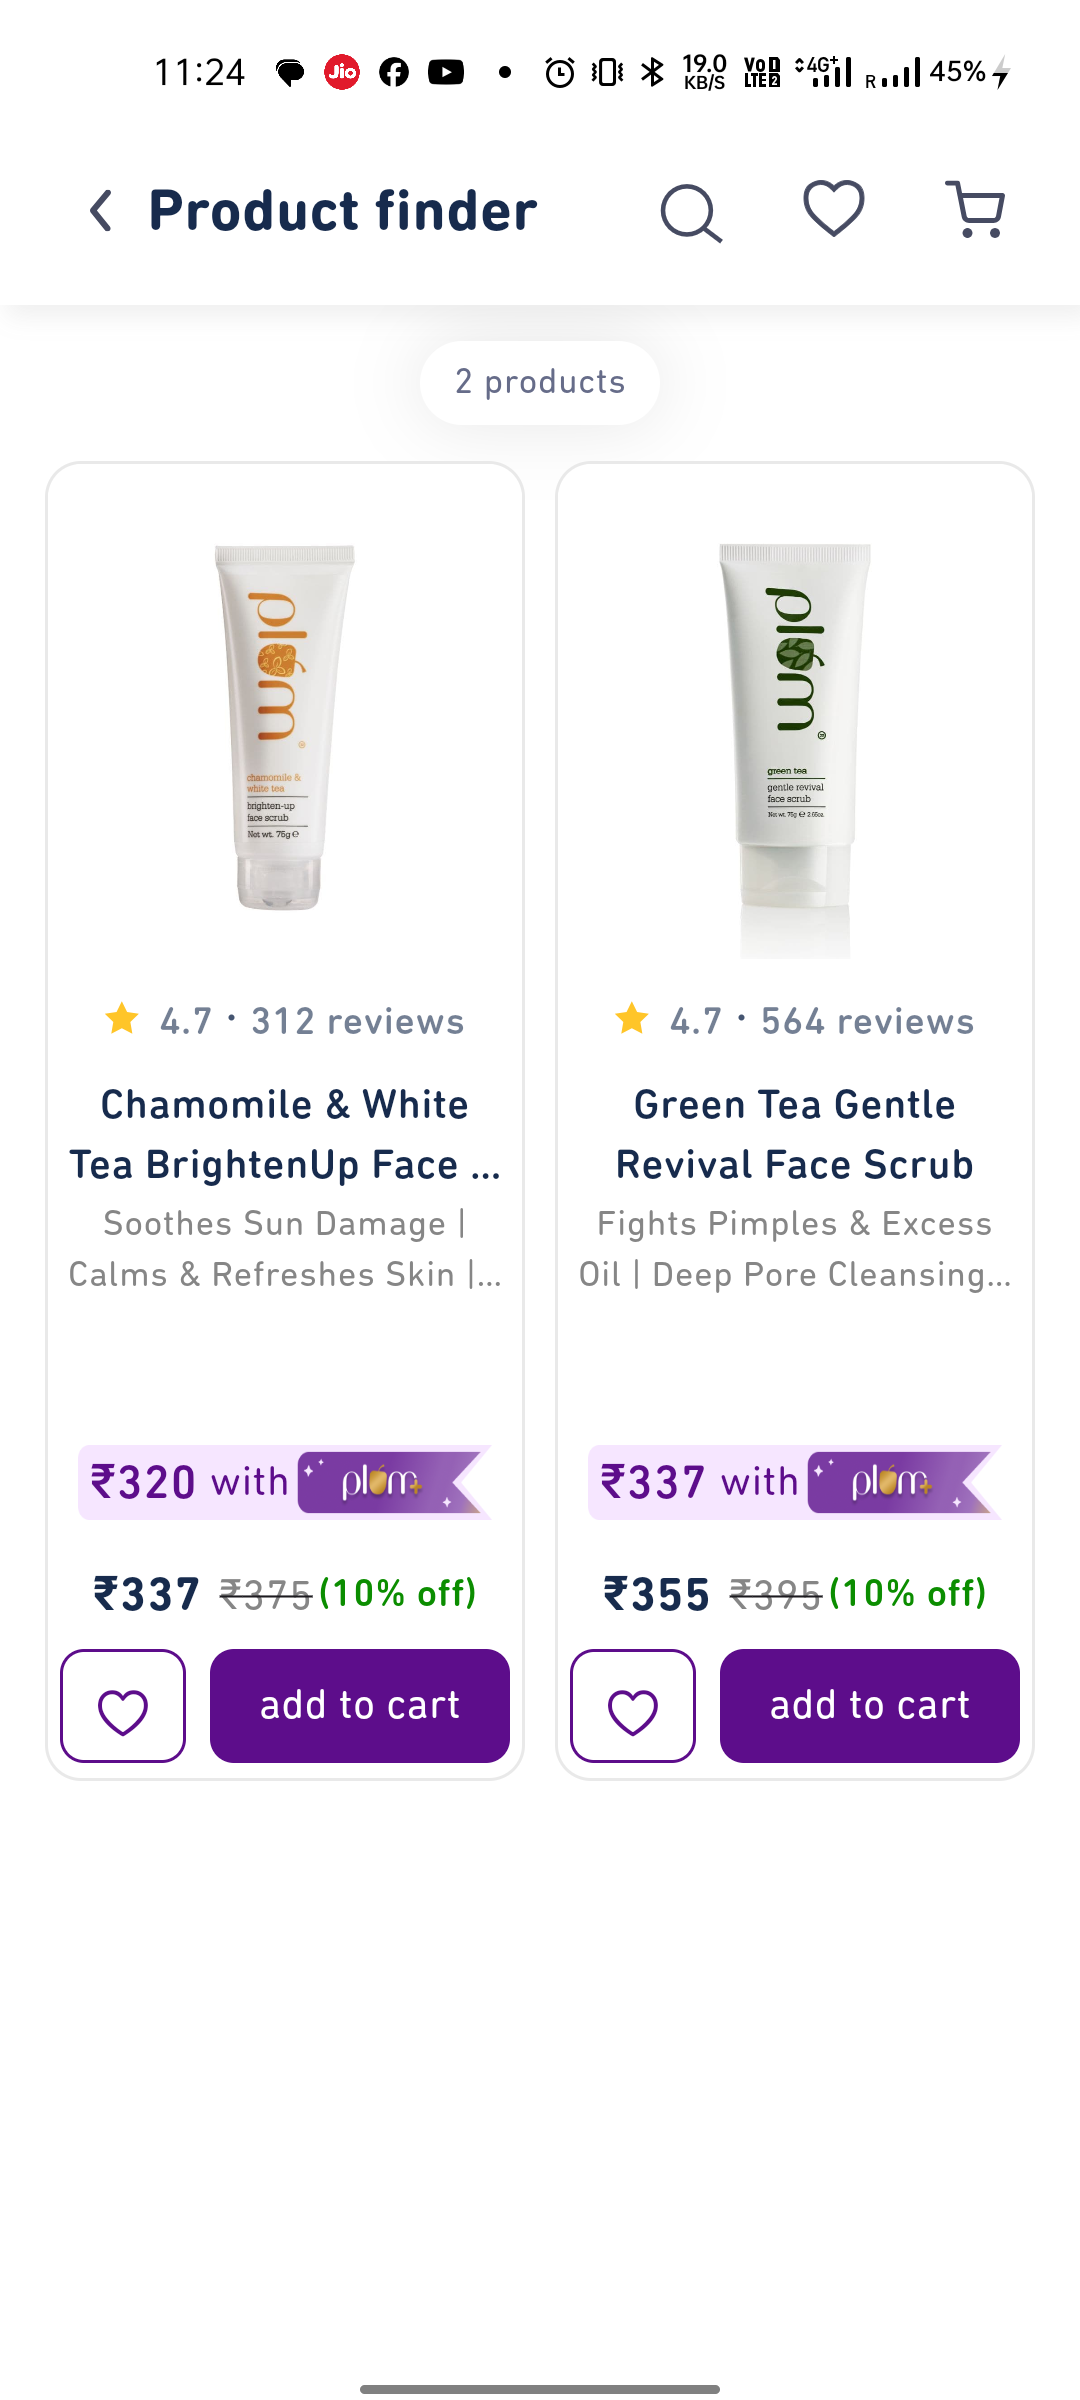 11:24 Jio 19.0 KB/S VoD LTE2 4G+ R 45%
Product finder
2 products
plum
chamomile &
white tea
brighten-up
face scrub
Net wt. 75g ℮
plum
green tea
gentle revival
face scrub
Net wt. 75g ℮ 2.65oz.
4.7 • 312 reviews
Chamomile & White
Tea BrightenUp Face ...
Soothes Sun Damage |
Calms & Refreshes Skin |...
₹320 with plum+
₹337 ₹375 (10% off)
add to cart
4.7 • 564 reviews
Green Tea Gentle
Revival Face Scrub
Fights Pimples & Excess
Oil | Deep Pore Cleansing...
₹337 with plum+
₹355 ₹395 (10% off)
add to cart